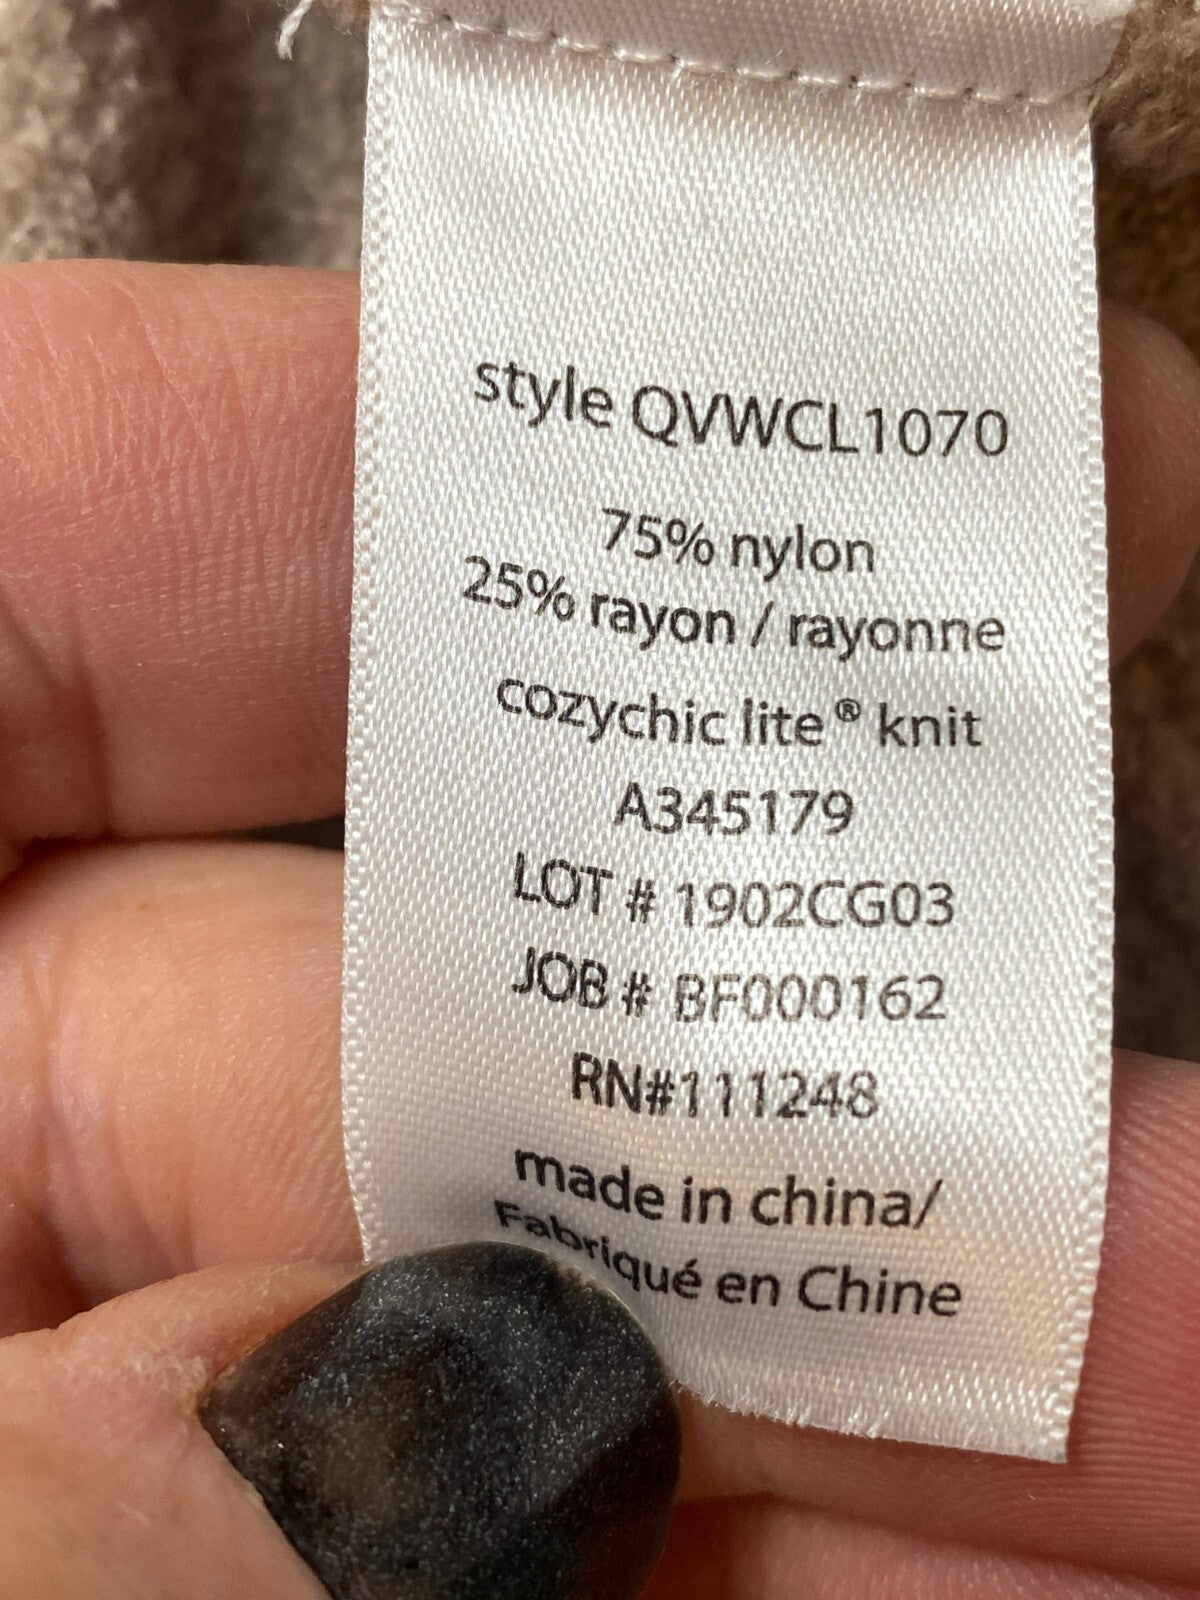 style QVWCL1070
75% nylon
25% rayon / rayonne
cozychic lite® knit
A345179
LOT # 1902CG03
JOB # BF000162
RN#111248
made in china/
Fabriqué en Chine